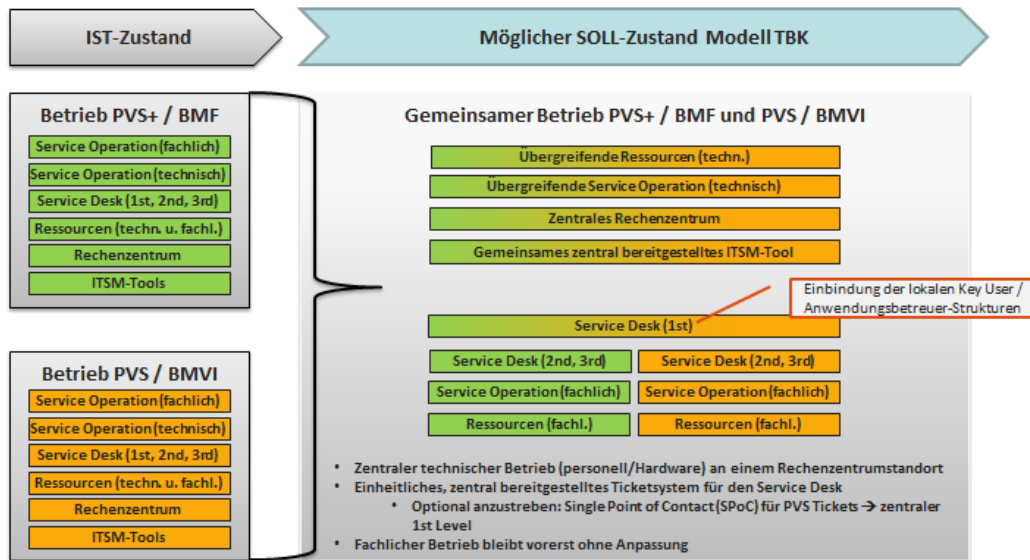 IST-Zustand
Möglicher SOLL-Zustand Modell TBK
Betrieb PVS+ / BMF
Service Operation (fachlich)
Service Operation (technisch)
Service Desk (1st, 2nd, 3rd)
Ressourcen (techn. u. fachl.)
Rechenzentrum
ITSM-Tools
Betrieb PVS / BMVI
Service Operation (fachlich)
Service Operation (technisch)
Service Desk (1st, 2nd, 3rd)
Ressourcen (techn. u. fachl.)
Rechenzentrum
ITSM-Tools
Gemeinsamer Betrieb PVS+ / BMF und PVS / BMVI
Übergreifende Ressourcen (techn.)
Übergreifende Service Operation (technisch)
Zentrales Rechenzentrum
Gemeinsames zentral bereitgestelltes ITSM-Tool
Einbindung der lokalen Key User /
Anwendungsbetreuer-Strukturen
Service Desk (1st)
Service Desk (2nd, 3rd)
Service Desk (2nd, 3rd)
Service Operation (fachlich)
Service Operation (fachlich)
Ressourcen (fachl.)
Ressourcen (fachl.)
• Zentraler technischer Betrieb (personell/Hardware) an einem Rechenzentrumstandort
• Einheitliches, zentral bereitgestelltes Ticketsystem für den Service Desk
• Optional anzustreben: Single Point of Contact (SPoC) für PVS Tickets → zentraler
1st Level
• Fachlicher Betrieb bleibt vorerst ohne Anpassung